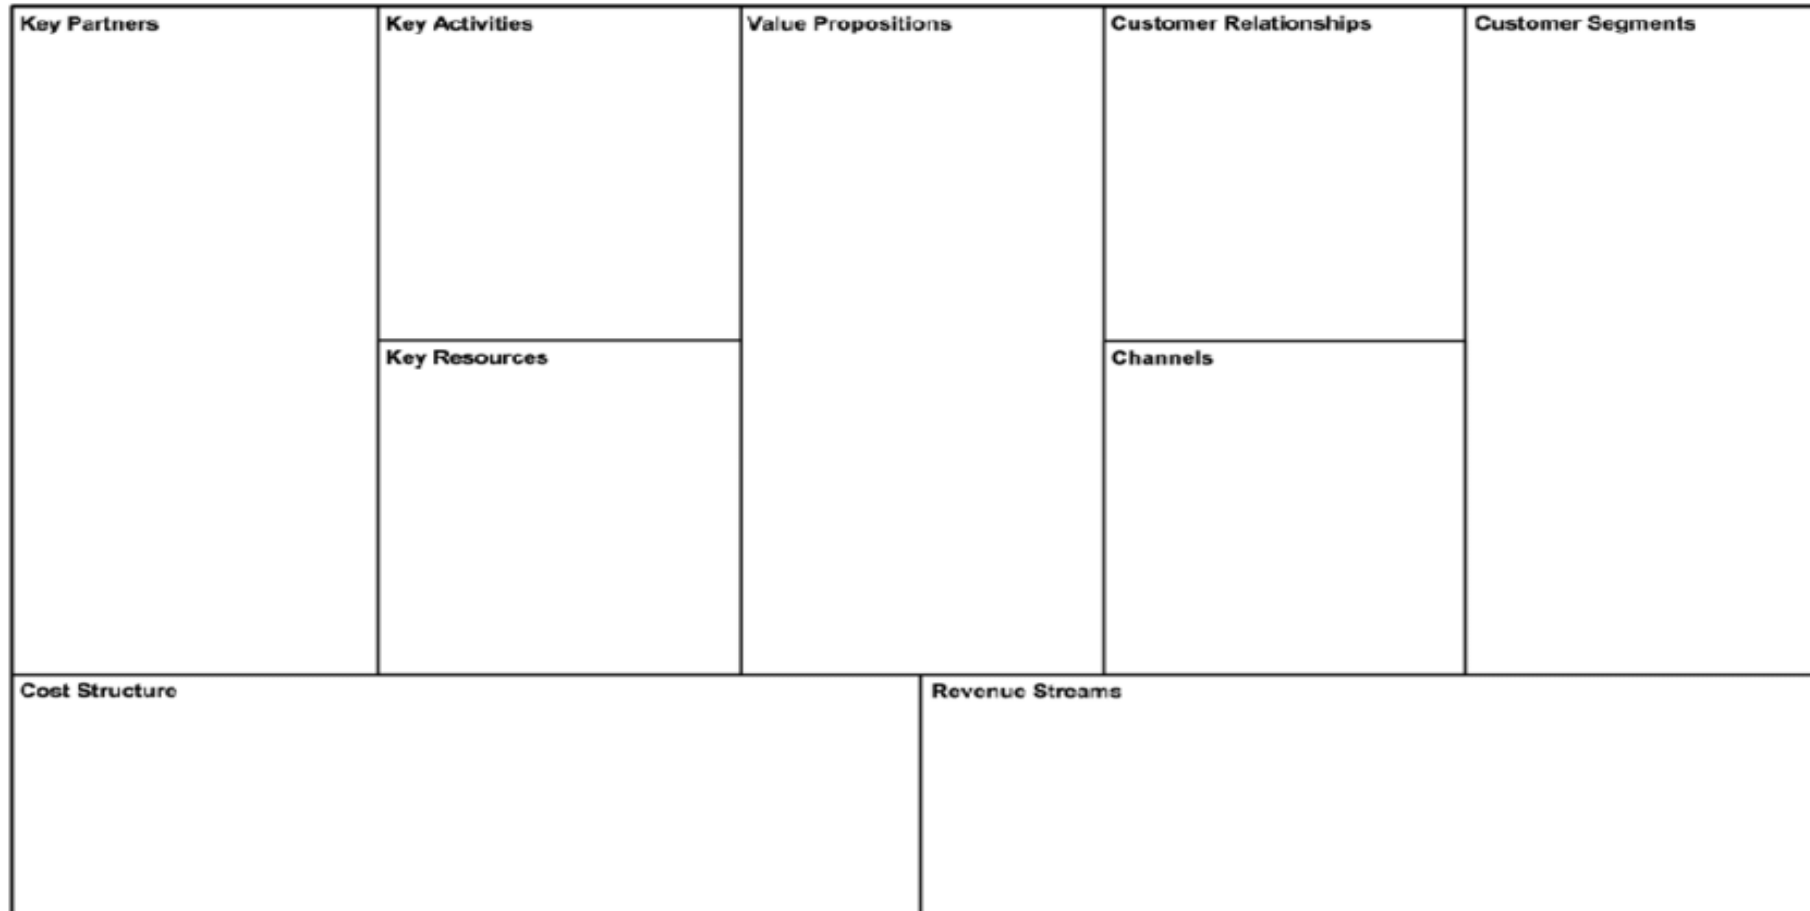 Key Partners
Key Activities
Value Propositions
Customer Relationships
Customer Segments
Key Resources
Channels
Cost Structure
Revenue Streams